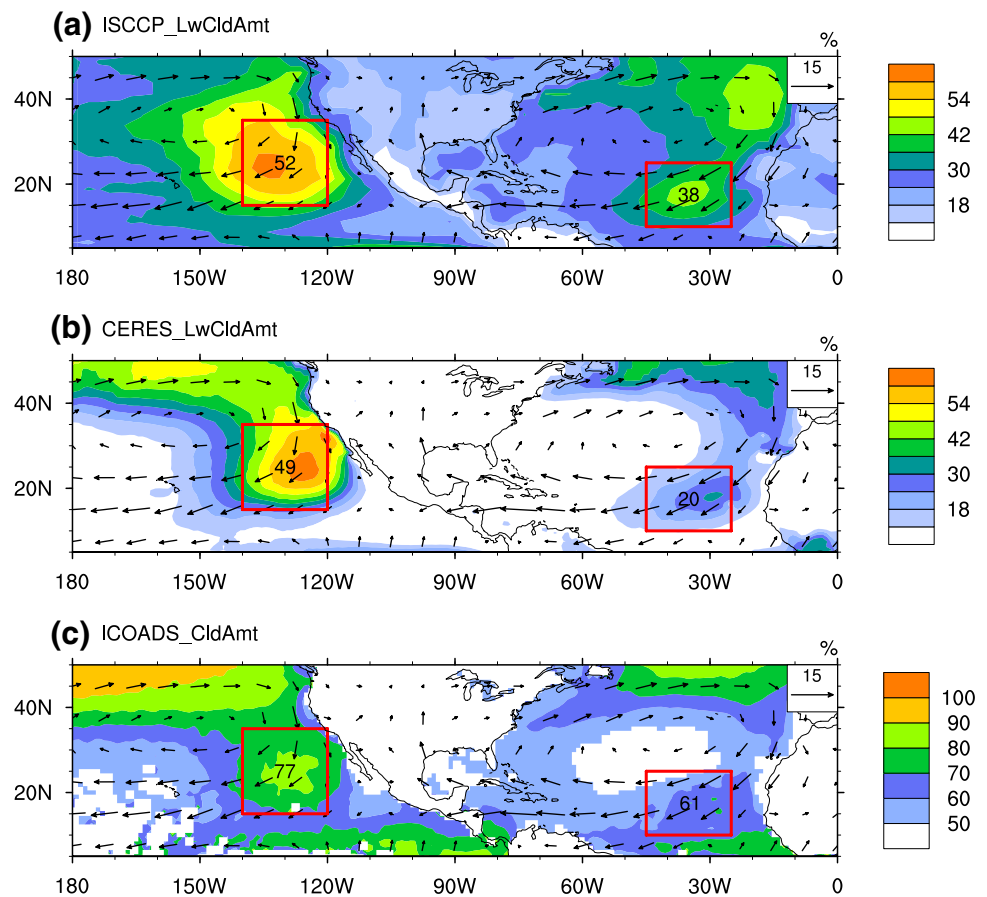 (a) ISCCP_LwCldAmt
%
15
40N
20N
52
38
54
42
30
18
180 150W 120W 90W 60W 30W 0
(b) CERES_LwCldAmt
%
15
40N
20N
49
20
54
42
30
18
180 150W 120W 90W 60W 30W 0
(c) ICOADS_CldAmt
%
15
40N
20N
77
61
100
90
80
70
60
50
180 150W 120W 90W 60W 30W 0